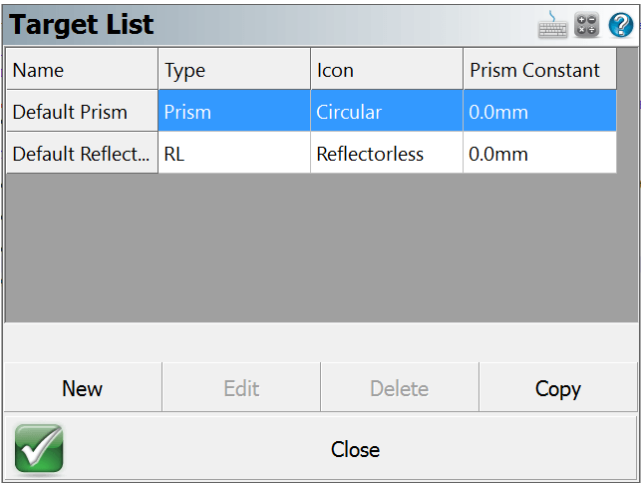 Target List
Name Type Icon Prism Constant
Default Prism Prism Circular 0.0mm
Default Reflect... RL Reflectorless 0.0mm
New Edit Delete Copy
Close